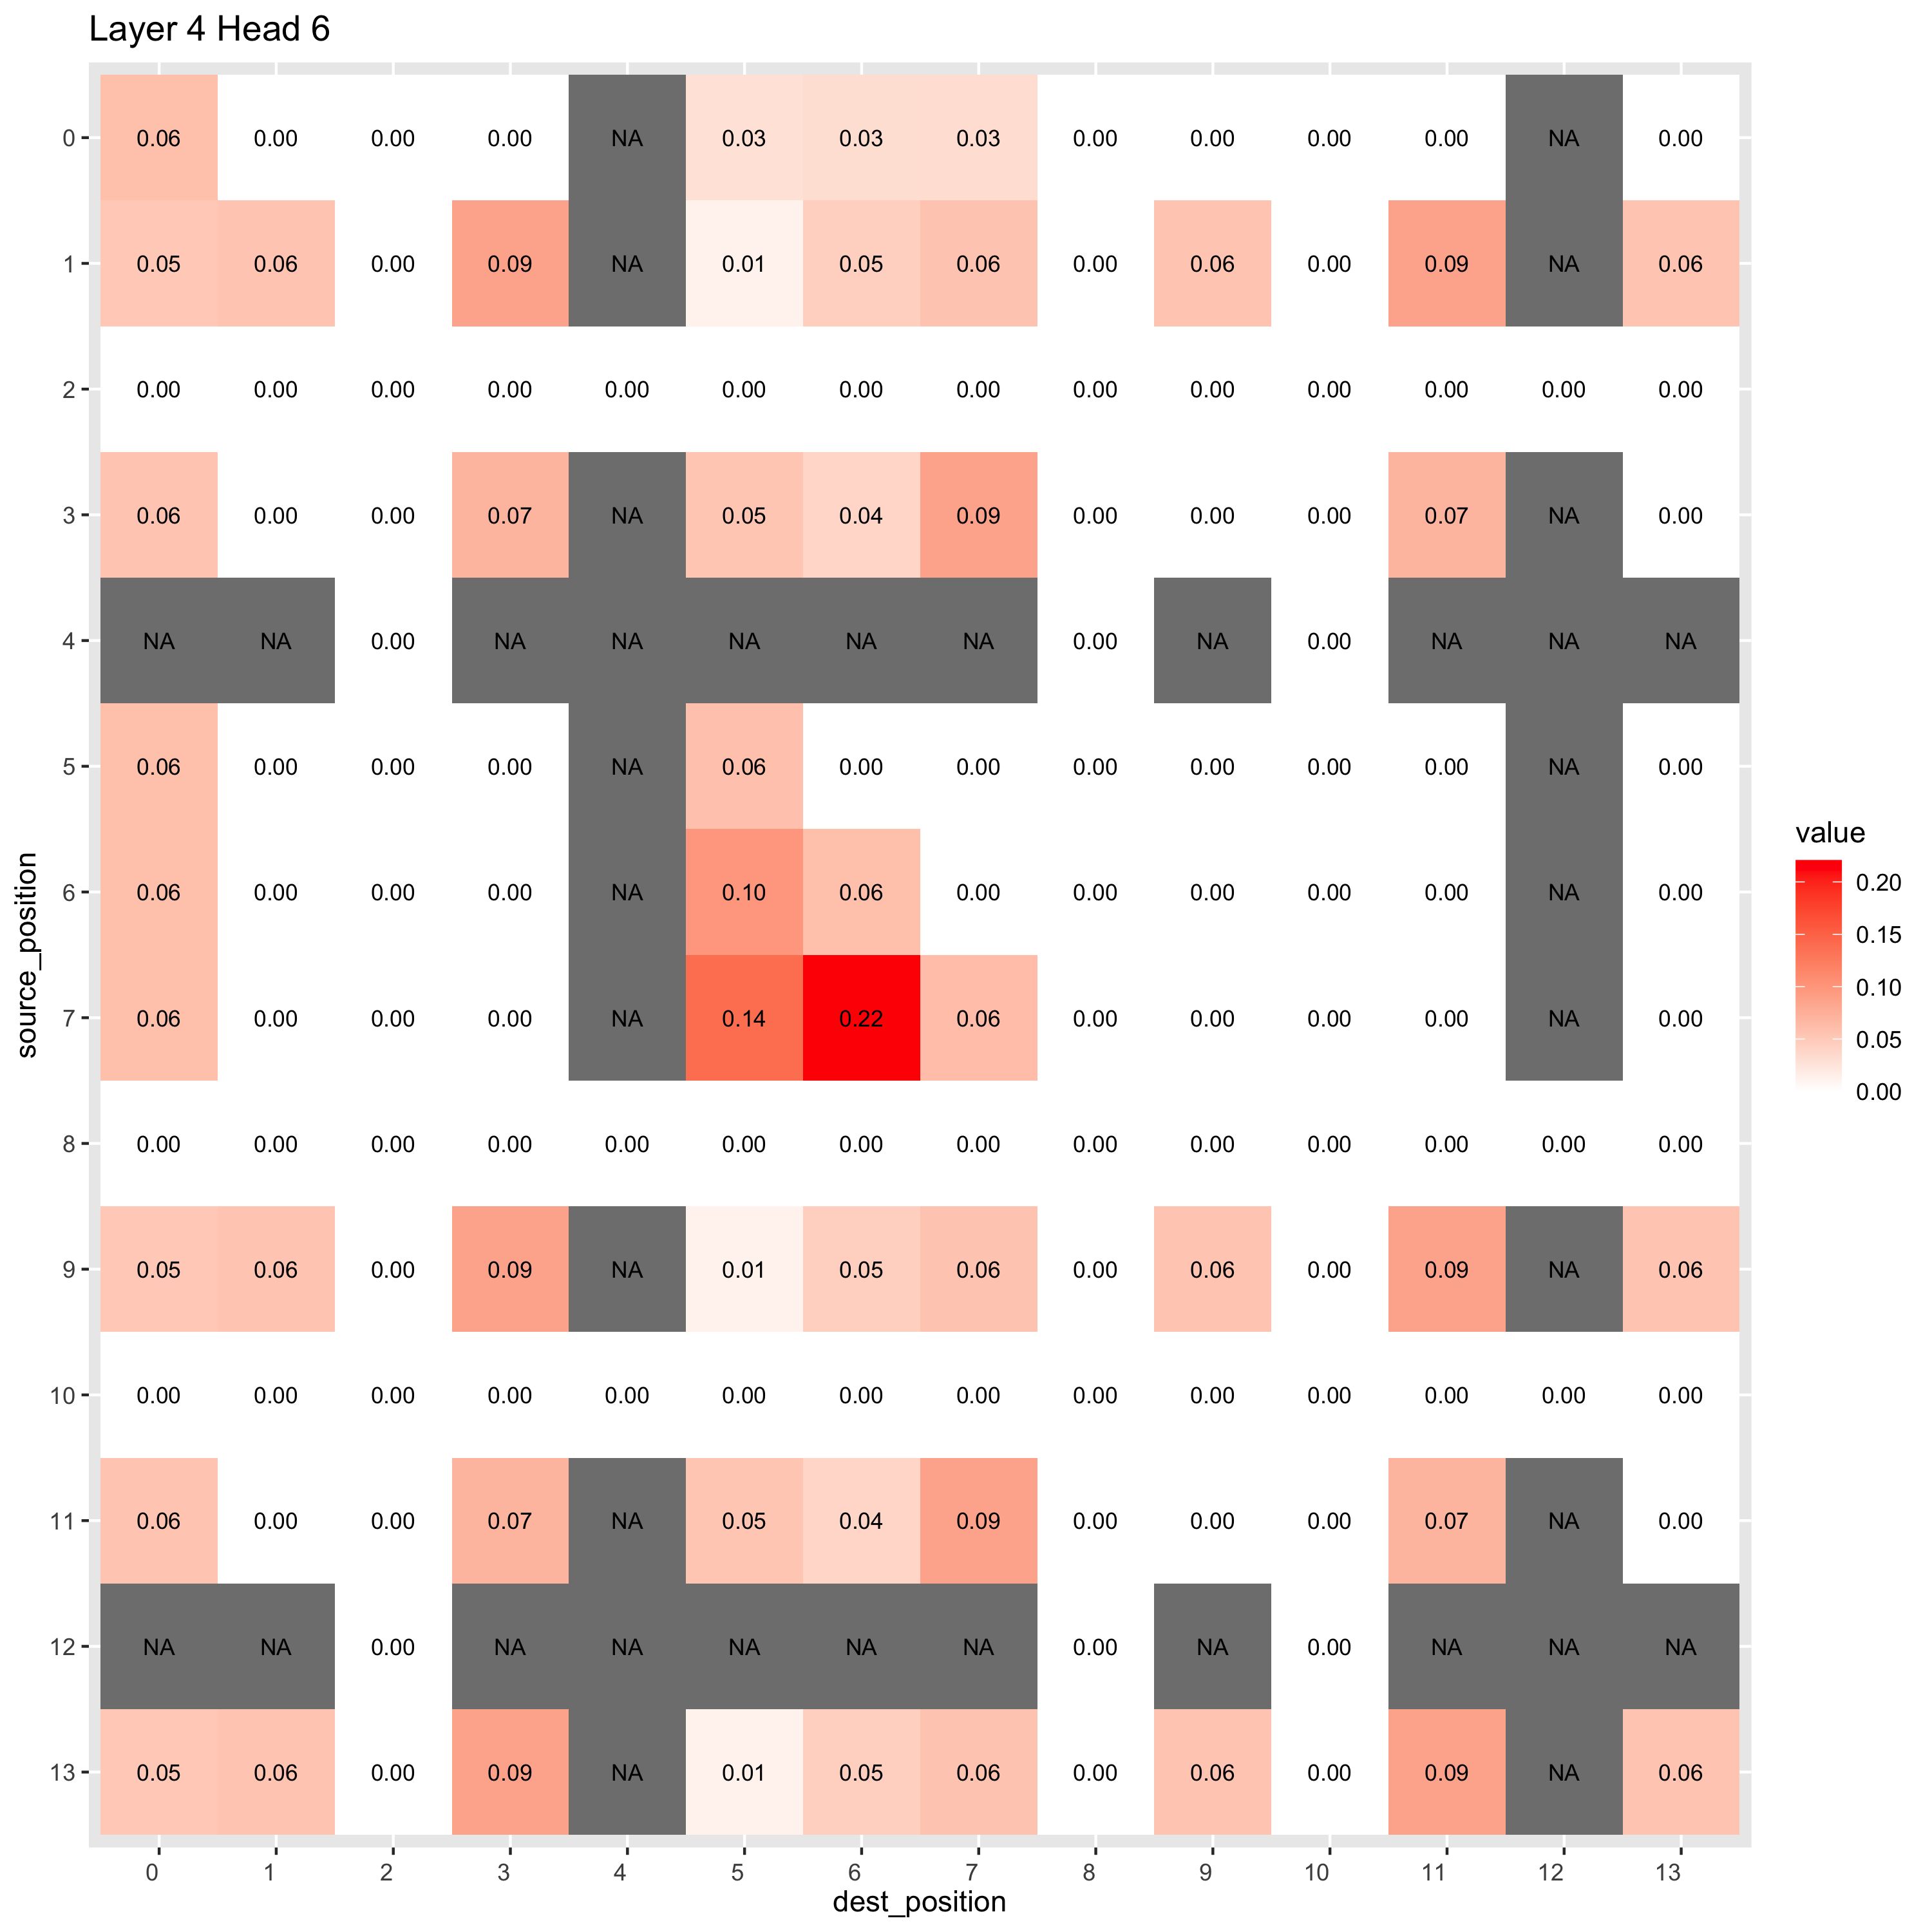 Layer 4 Head 6
0 0.06 0.00 0.00 0.00 NA 0.03 0.03 0.03 0.00 0.00 0.00 0.00 NA 0.00
1 0.05 0.06 0.00 0.09 NA 0.01 0.05 0.06 0.00 0.06 0.00 0.09 NA 0.06
2 0.00 0.00 0.00 0.00 0.00 0.00 0.00 0.00 0.00 0.00 0.00 0.00 0.00 0.00
3 0.06 0.00 0.00 0.07 NA 0.05 0.04 0.09 0.00 0.00 0.00 0.07 NA 0.00
4 NA NA 0.00 NA NA NA NA NA 0.00 NA 0.00 NA NA NA
5 0.06 0.00 0.00 0.00 NA 0.06 0.00 0.00 0.00 0.00 0.00 0.00 NA 0.00
6 0.06 0.00 0.00 0.00 NA 0.10 0.06 0.00 0.00 0.00 0.00 0.00 NA 0.00
7 0.06 0.00 0.00 0.00 NA 0.14 0.22 0.06 0.00 0.00 0.00 0.00 NA 0.00
8 0.00 0.00 0.00 0.00 0.00 0.00 0.00 0.00 0.00 0.00 0.00 0.00 0.00 0.00
9 0.05 0.06 0.00 0.09 NA 0.01 0.05 0.06 0.00 0.06 0.00 0.09 NA 0.06
10 0.00 0.00 0.00 0.00 0.00 0.00 0.00 0.00 0.00 0.00 0.00 0.00 0.00 0.00
11 0.06 0.00 0.00 0.07 NA 0.05 0.04 0.09 0.00 0.00 0.00 0.07 NA 0.00
12 NA NA 0.00 NA NA NA NA NA 0.00 NA 0.00 NA NA NA
13 0.05 0.06 0.00 0.09 NA 0.01 0.05 0.06 0.00 0.06 0.00 0.09 NA 0.06
0 1 2 3 4 5 6 7 8 9 10 11 12 13
dest_position
source_position
value
0.20
0.15
0.10
0.05
0.00